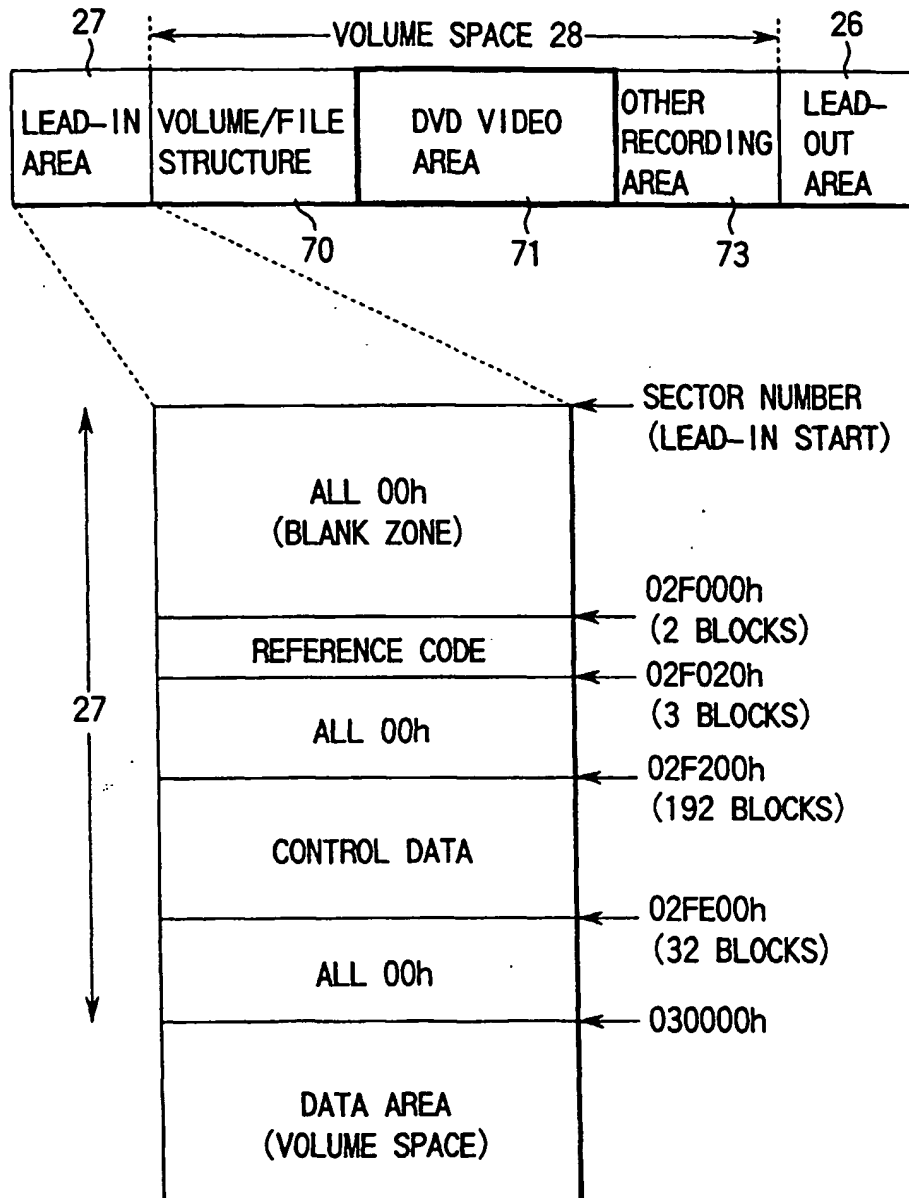 27
VOLUME SPACE 28
26
LEAD-IN
AREA
VOLUME/FILE
STRUCTURE
DVD VIDEO
AREA
OTHER
RECORDING
AREA
LEAD-
OUT
AREA
70
71
73
SECTOR NUMBER
(LEAD-IN START)
ALL 00h
(BLANK ZONE)
02F000h
(2 BLOCKS)
REFERENCE CODE
02F020h
(3 BLOCKS)
27
ALL 00h
02F200h
(192 BLOCKS)
CONTROL DATA
02FE00h
(32 BLOCKS)
ALL 00h
030000h
DATA AREA
(VOLUME SPACE)